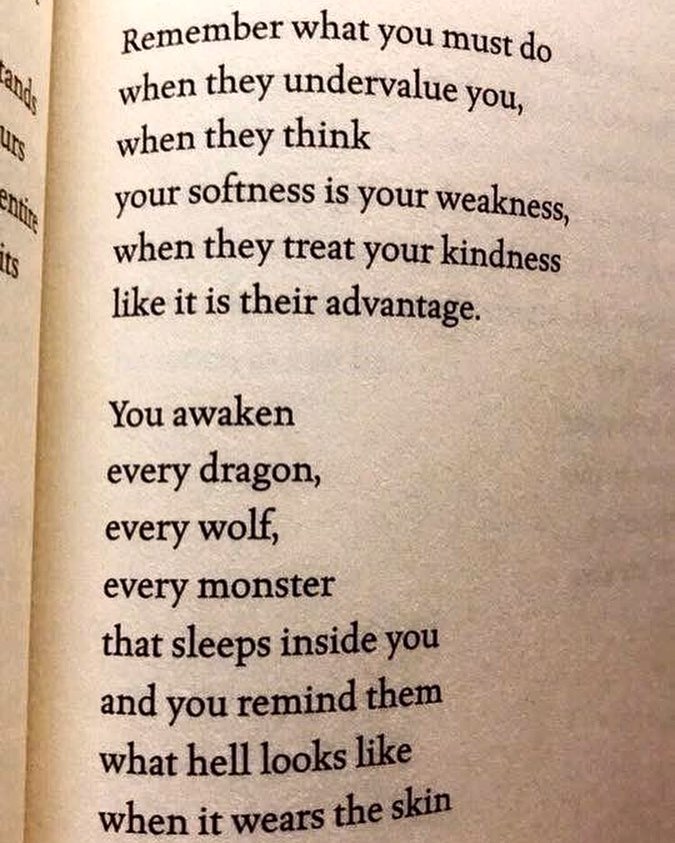 tands
urs
entire
its
Remember what you must do
when they undervalue you,
when they think
your softness is your weakness,
when they treat your kindness
like it is their advantage.
You awaken
every dragon,
every wolf,
every monster
that sleeps inside you
and you remind them
what hell looks like
when it wears the skin